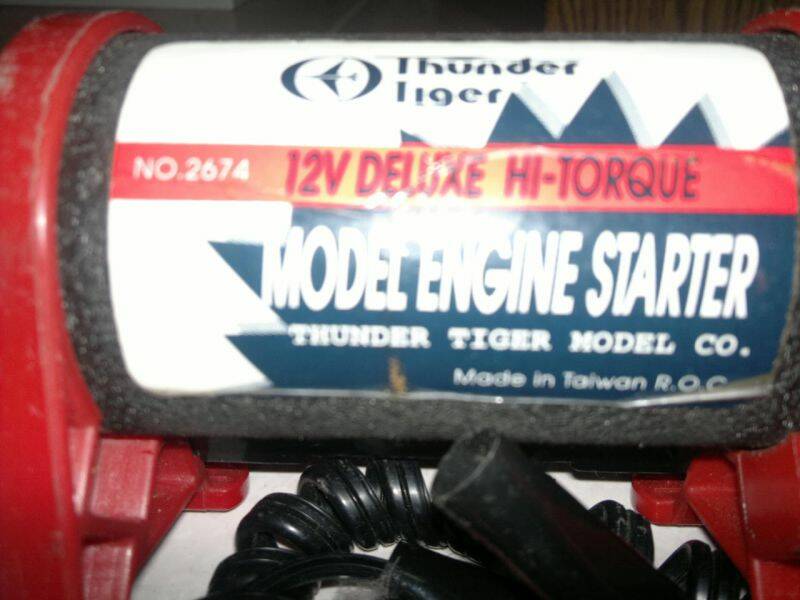 Thunder
Tiger
NO.2674 12V DELUXE HI-TORQUE
MODEL ENGINE STARTER
THUNDER TIGER MODEL CO.
Made in Taiwan R.O.C